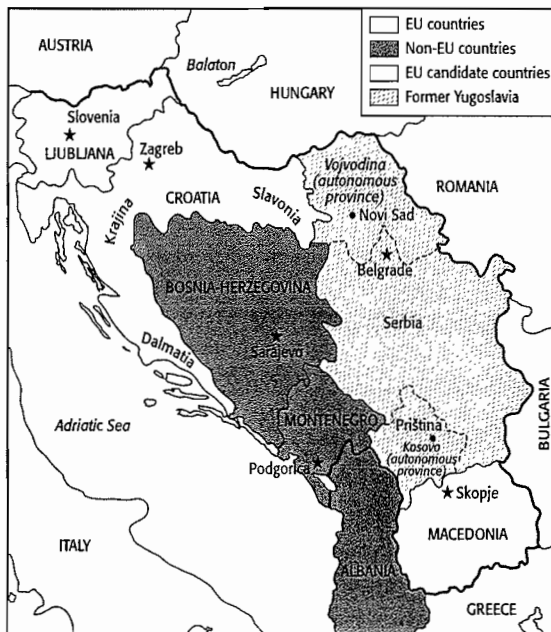 EU countries
Non-EU countries
EU candidate countries
Former Yugoslavia
AUSTRIA
Balaton
HUNGARY
Slovenia
LJUBLJANA
Zagreb
CROATIA
Slavonia
Krajina
Vojvodina
(autonomous
province)
Novi Sad
ROMANIA
Belgrade
BOSNIA-HERZEGOVINA
Serbia
Sarajevo
Dalmatia
Adriatic Sea
MONTENEGRO
Priština
Kosovo
(autonomous
province)
BULGARIA
Podgorica
Skopje
MACEDONIA
ITALY
ALBANIA
GREECE